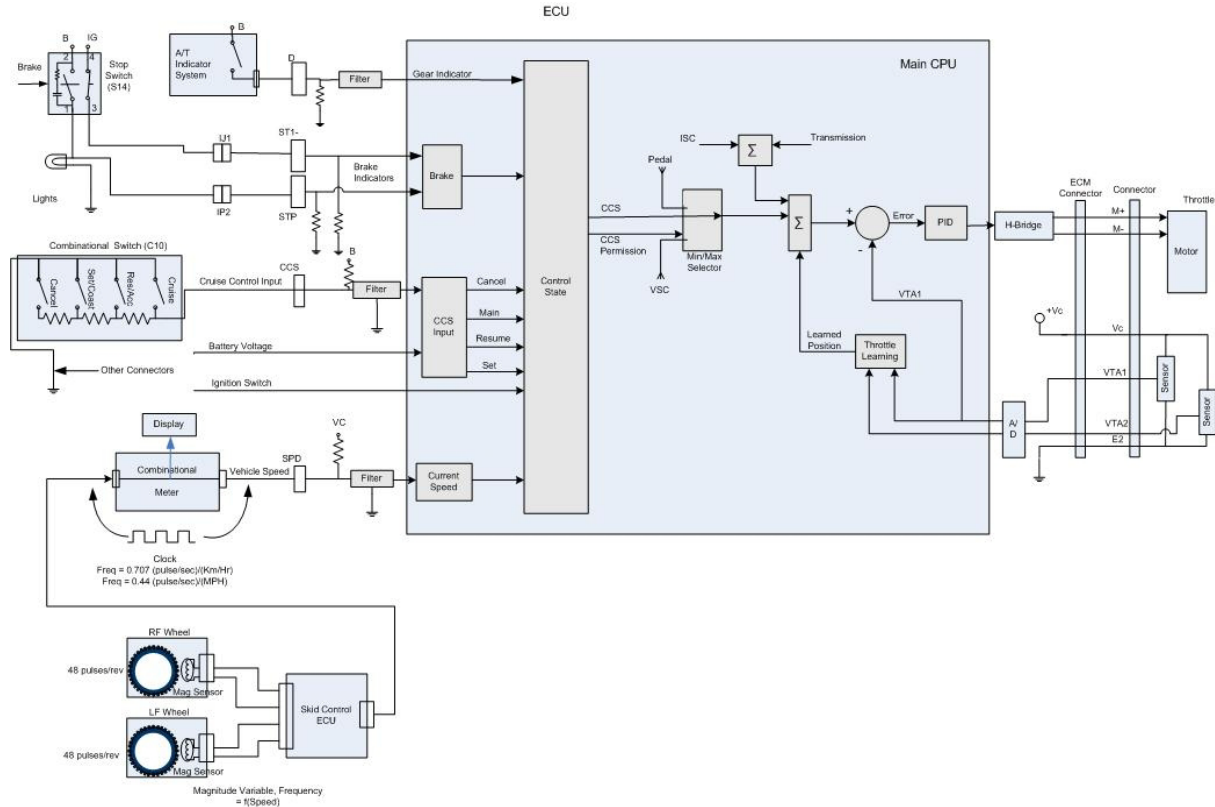 ECU
B
IG
B
2
4
Stop
Switch
(S14)
Brake
1
3
A/T
Indicator
System
D
Filter
Gear Indicator
Main CPU
IJ1
ST1-
Brake
Indicators
Brake
Lights
IP2
STP
ISC
Σ
Transmission
Pedal
CCS
CCS
Permission
Min/Max
Selector
VSC
Σ
+
-
Error
PID
H-Bridge
ECM
Connector
Connector
Throttle
M+
M-
Motor
Combinational Switch (C10)
Cancel
Set/Coast
Res/Acc
Cruise
Cruise Control Input
CCS
B
Filter
CCS
Input
Cancel
Main
Resume
Set
Control
State
Battery Voltage
Ignition Switch
Other Connectors
VTA1
Learned
Position
Throttle
Learning
+Vc
Vc
VTA1
Sensor
Sensor
A/
D
VTA2
E2
Display
Combinational
Meter
Vehicle Speed
SPD
VC
Filter
Current
Speed
Clock
Freq = 0.707 (pulse/sec)/(Km/Hr)
Freq = 0.44 (pulse/sec)/(MPH)
RF Wheel
48 pulses/rev
Mag Sensor
Skid Control
ECU
LF Wheel
48 pulses/rev
Mag Sensor
Magnitude Variable, Frequency
= f(Speed)